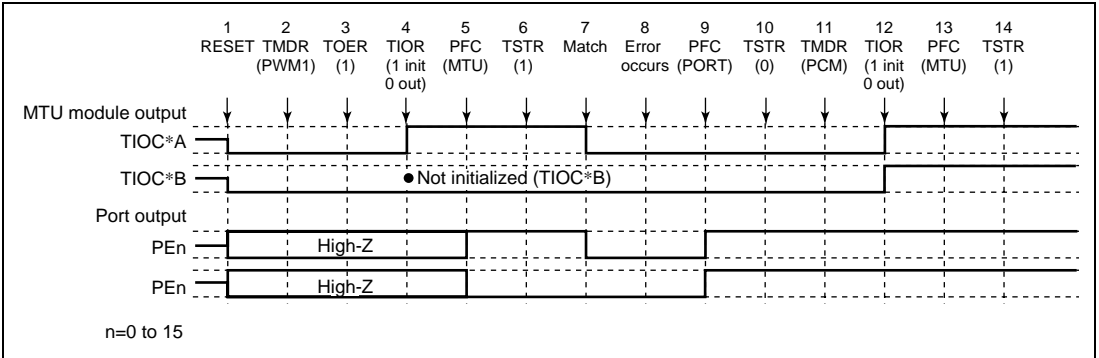 1 2 3 4 5 6 7 8 9 10 11 12 13 14
RESET TMDR TOER TIOR PFC TSTR Match Error PFC TSTR TMDR TIOR PFC TSTR
(PWM1) (1) (1 init (MTU) (1) occurs (PORT) (0) (PCM) (1 init (MTU) (1)
0 out) 0 out)
MTU module output
TIOC*A
TIOC*B
● Not initialized (TIOC*B)
Port output
PEn High-Z
PEn High-Z
n=0 to 15